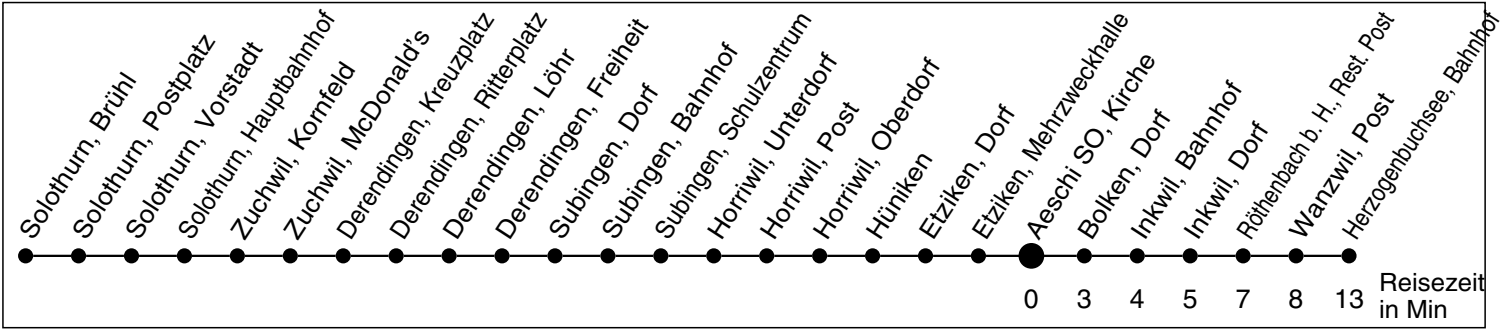 Solothurn, Brühl
Solothurn, Postplatz
Solothurn, Vorstadt
Solothurn, Hauptbahnhof
Zuchwil, Kornfeld
Zuchwil, McDonald's
Derendingen, Kreuzplatz
Derendingen, Ritterplatz
Derendingen, Löhr
Derendingen, Freiheit
Subingen, Dorf
Subingen, Bahnhof
Subingen, Schulzentrum
Horriwil, Unterdorf
Horriwil, Post
Horriwil, Oberdorf
Hüniken
Etziken, Dorf
Etziken, Mehrzweckhalle
Aeschi SO, Kirche
Bolken, Dorf
Inkwil, Bahnhof
Inkwil, Dorf
Röthenbach b. H., Rest. Post
Wanzwil, Post
Herzogenbuchsee, Bahnhof
0 3 4 5 7 8 13
Reisezeit
in Min